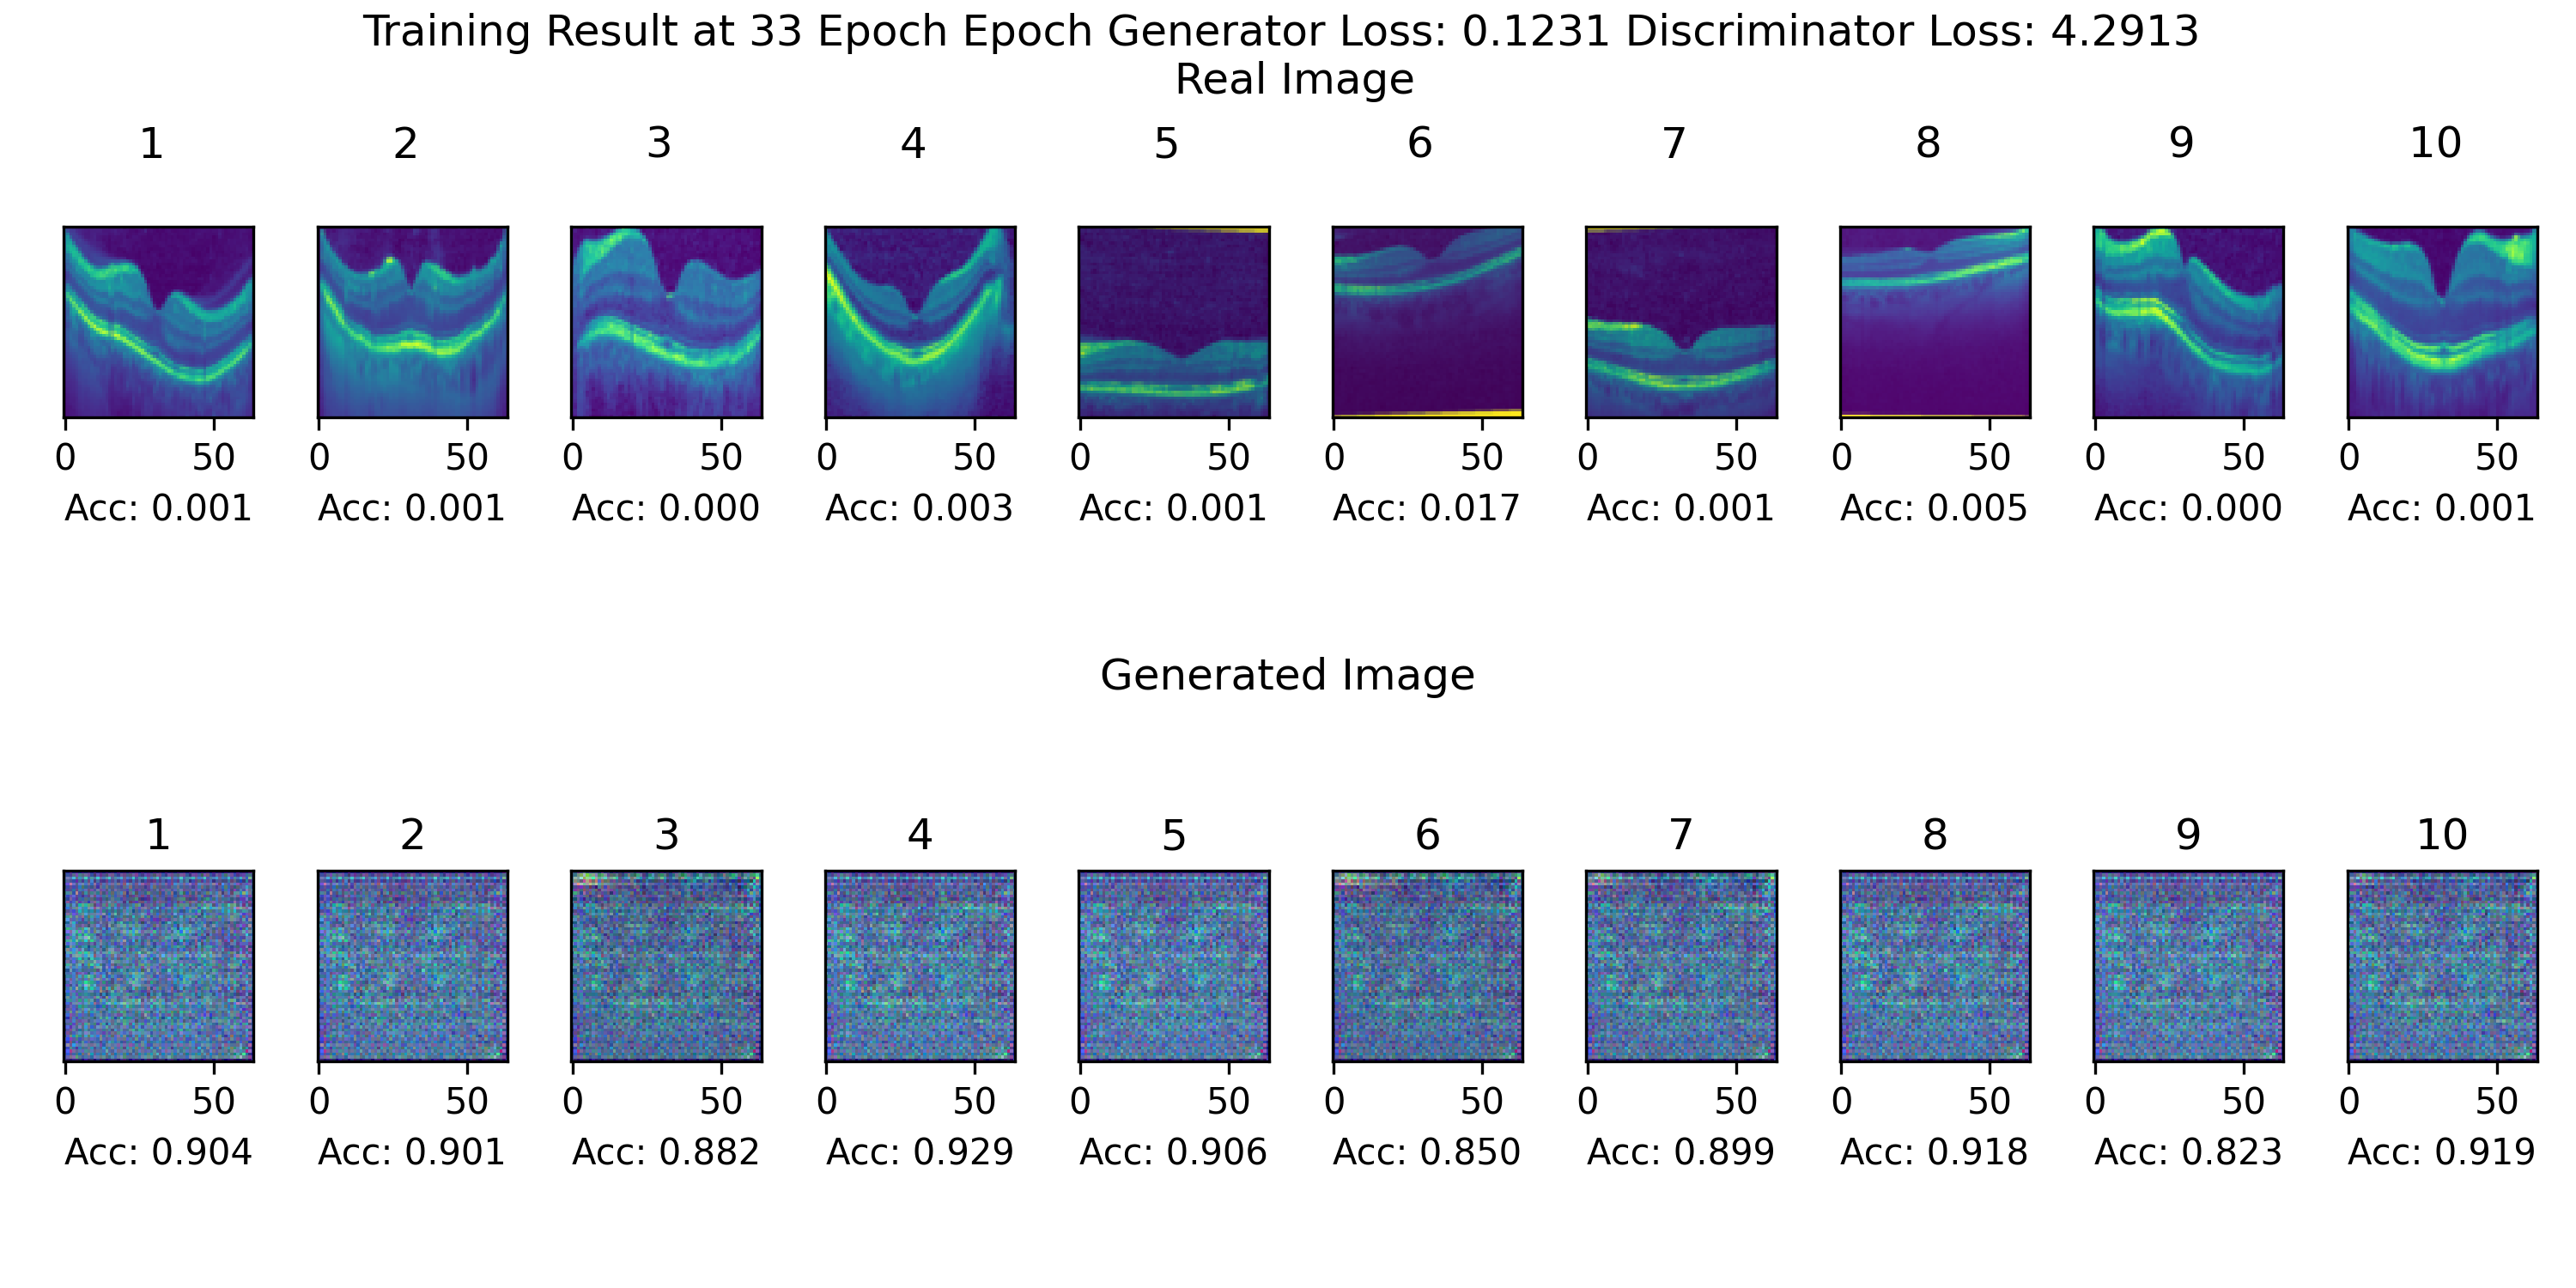 Training Result at 33 Epoch Epoch Generator Loss: 0.1231 Discriminator Loss: 4.2913
Real Image
1 2 3 4 5 6 7 8 9 10
0 50 0 50 0 50 0 50 0 50 0 50 0 50 0 50 0 50 0 50
Acc: 0.001 Acc: 0.001 Acc: 0.000 Acc: 0.003 Acc: 0.001 Acc: 0.017 Acc: 0.001 Acc: 0.005 Acc: 0.000 Acc: 0.001
Generated Image
1 2 3 4 5 6 7 8 9 10
0 50 0 50 0 50 0 50 0 50 0 50 0 50 0 50 0 50 0 50
Acc: 0.904 Acc: 0.901 Acc: 0.882 Acc: 0.929 Acc: 0.906 Acc: 0.850 Acc: 0.899 Acc: 0.918 Acc: 0.823 Acc: 0.919